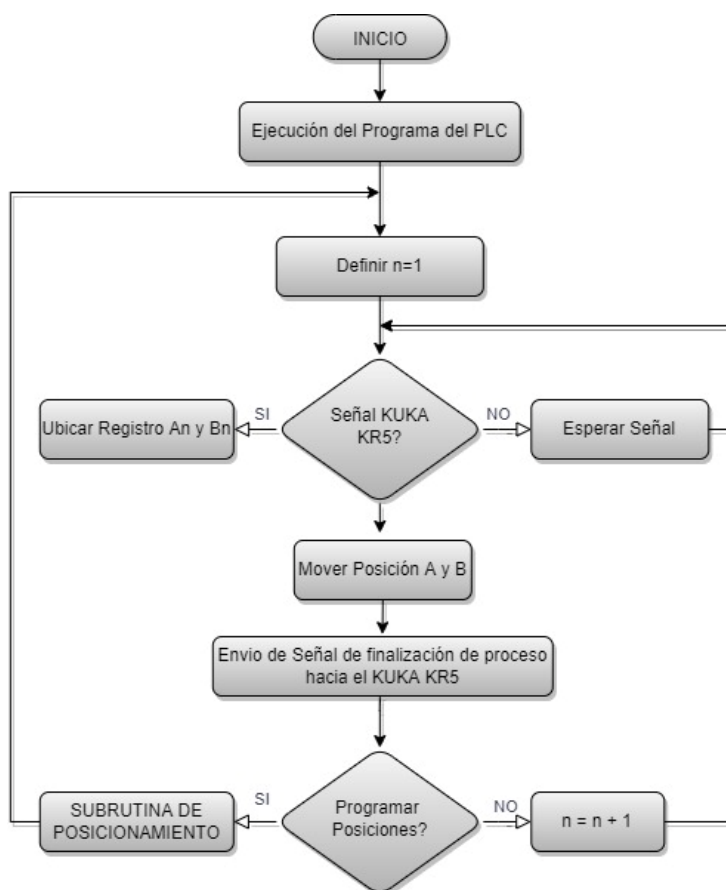 INICIO
Ejecución del Programa del PLC
Definir n=1
Señal KUKA
KR5?
SI
NO
Ubicar Registro An y Bn
Esperar Señal
Mover Posición A y B
Envio de Señal de finalización de proceso
hacia el KUKA KR5
Programar
Posiciones?
SI
NO
SUBRUTINA DE
POSICIONAMIENTO
n = n + 1